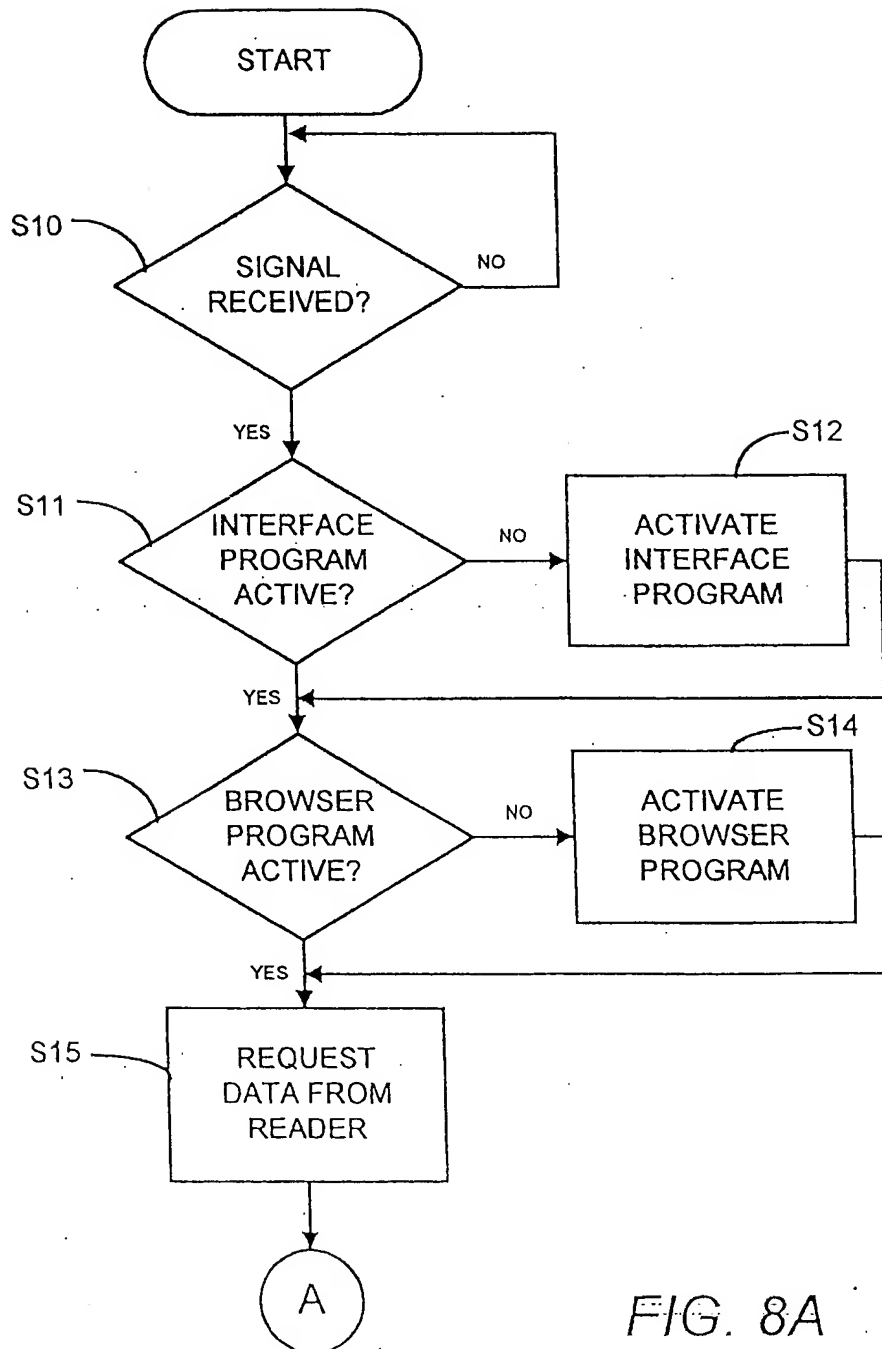 START
S10
SIGNAL
RECEIVED?
NO
YES
S11
INTERFACE
PROGRAM
ACTIVE?
NO
S12
ACTIVATE
INTERFACE
PROGRAM
YES
S13
BROWSER
PROGRAM
ACTIVE?
NO
S14
ACTIVATE
BROWSER
PROGRAM
YES
S15
REQUEST
DATA FROM
READER
A
FIG. 8A